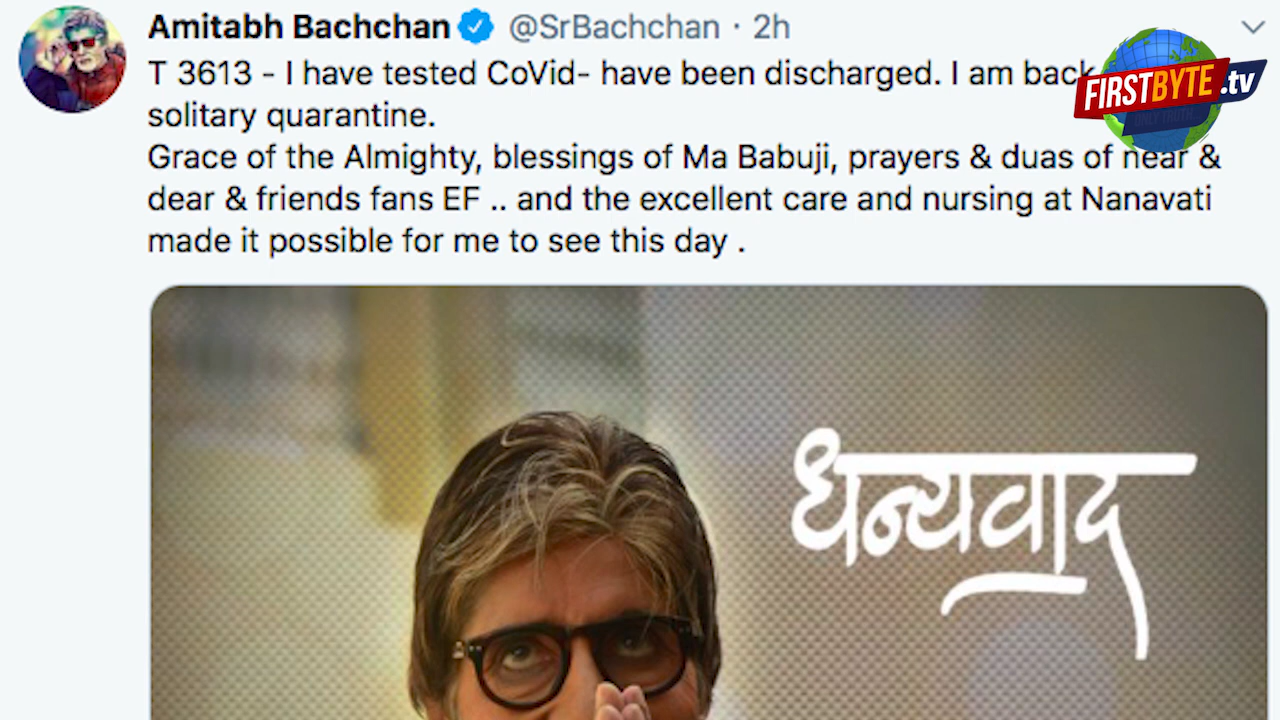 Amitabh Bachchan @SrBachchan · 2h
T 3613 - I have tested CoVid- have been discharged. I am back
solitary quarantine.
Grace of the Almighty, blessings of Ma Babuji, prayers & duas of near &
dear & friends fans EF .. and the excellent care and nursing at Nanavati
made it possible for me to see this day .
FIRSTBYTE.tv
धन्यवाद